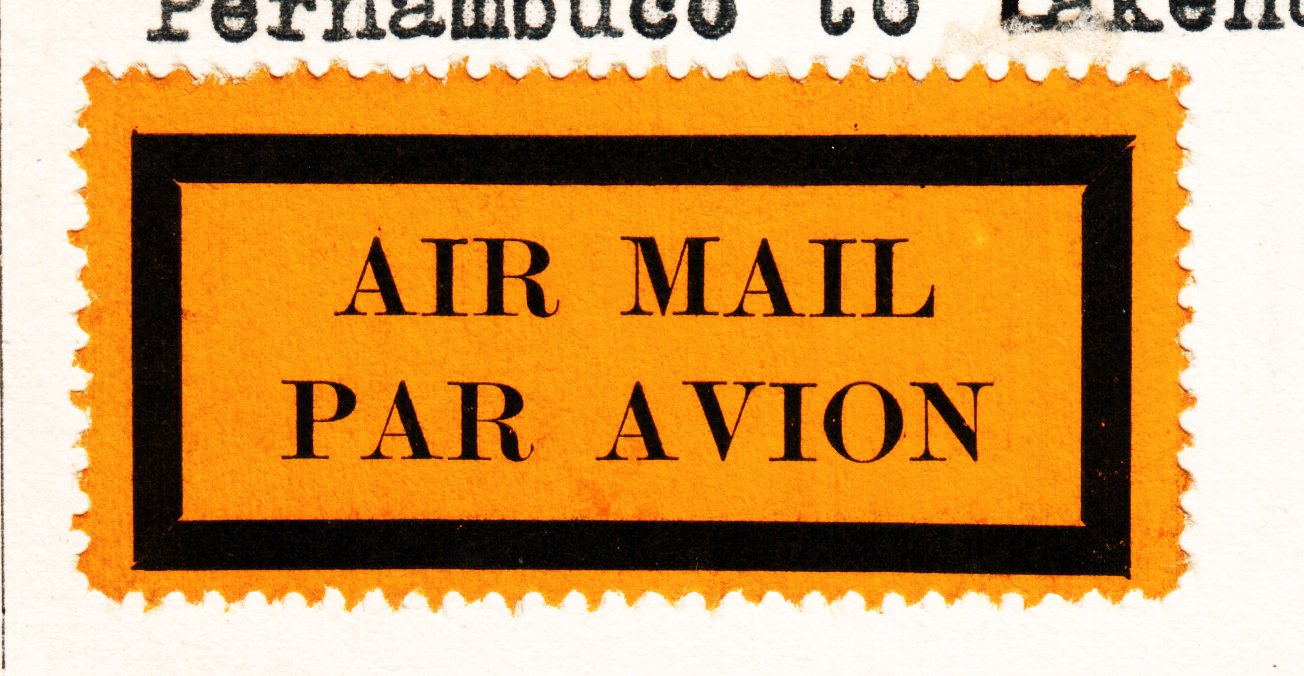 Pernambuco to
AIR MAIL
PAR AVION